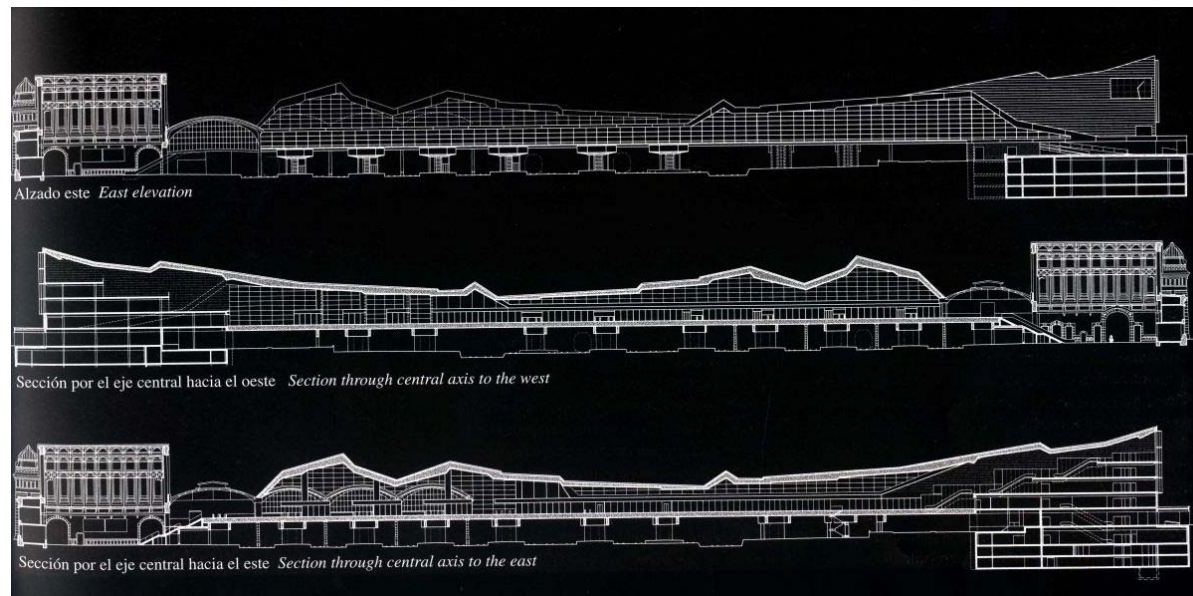 Alzado este East elevation
Sección por el eje central hacia el oeste Section through central axis to the west
Sección por el eje central hacia el este Section through central axis to the east